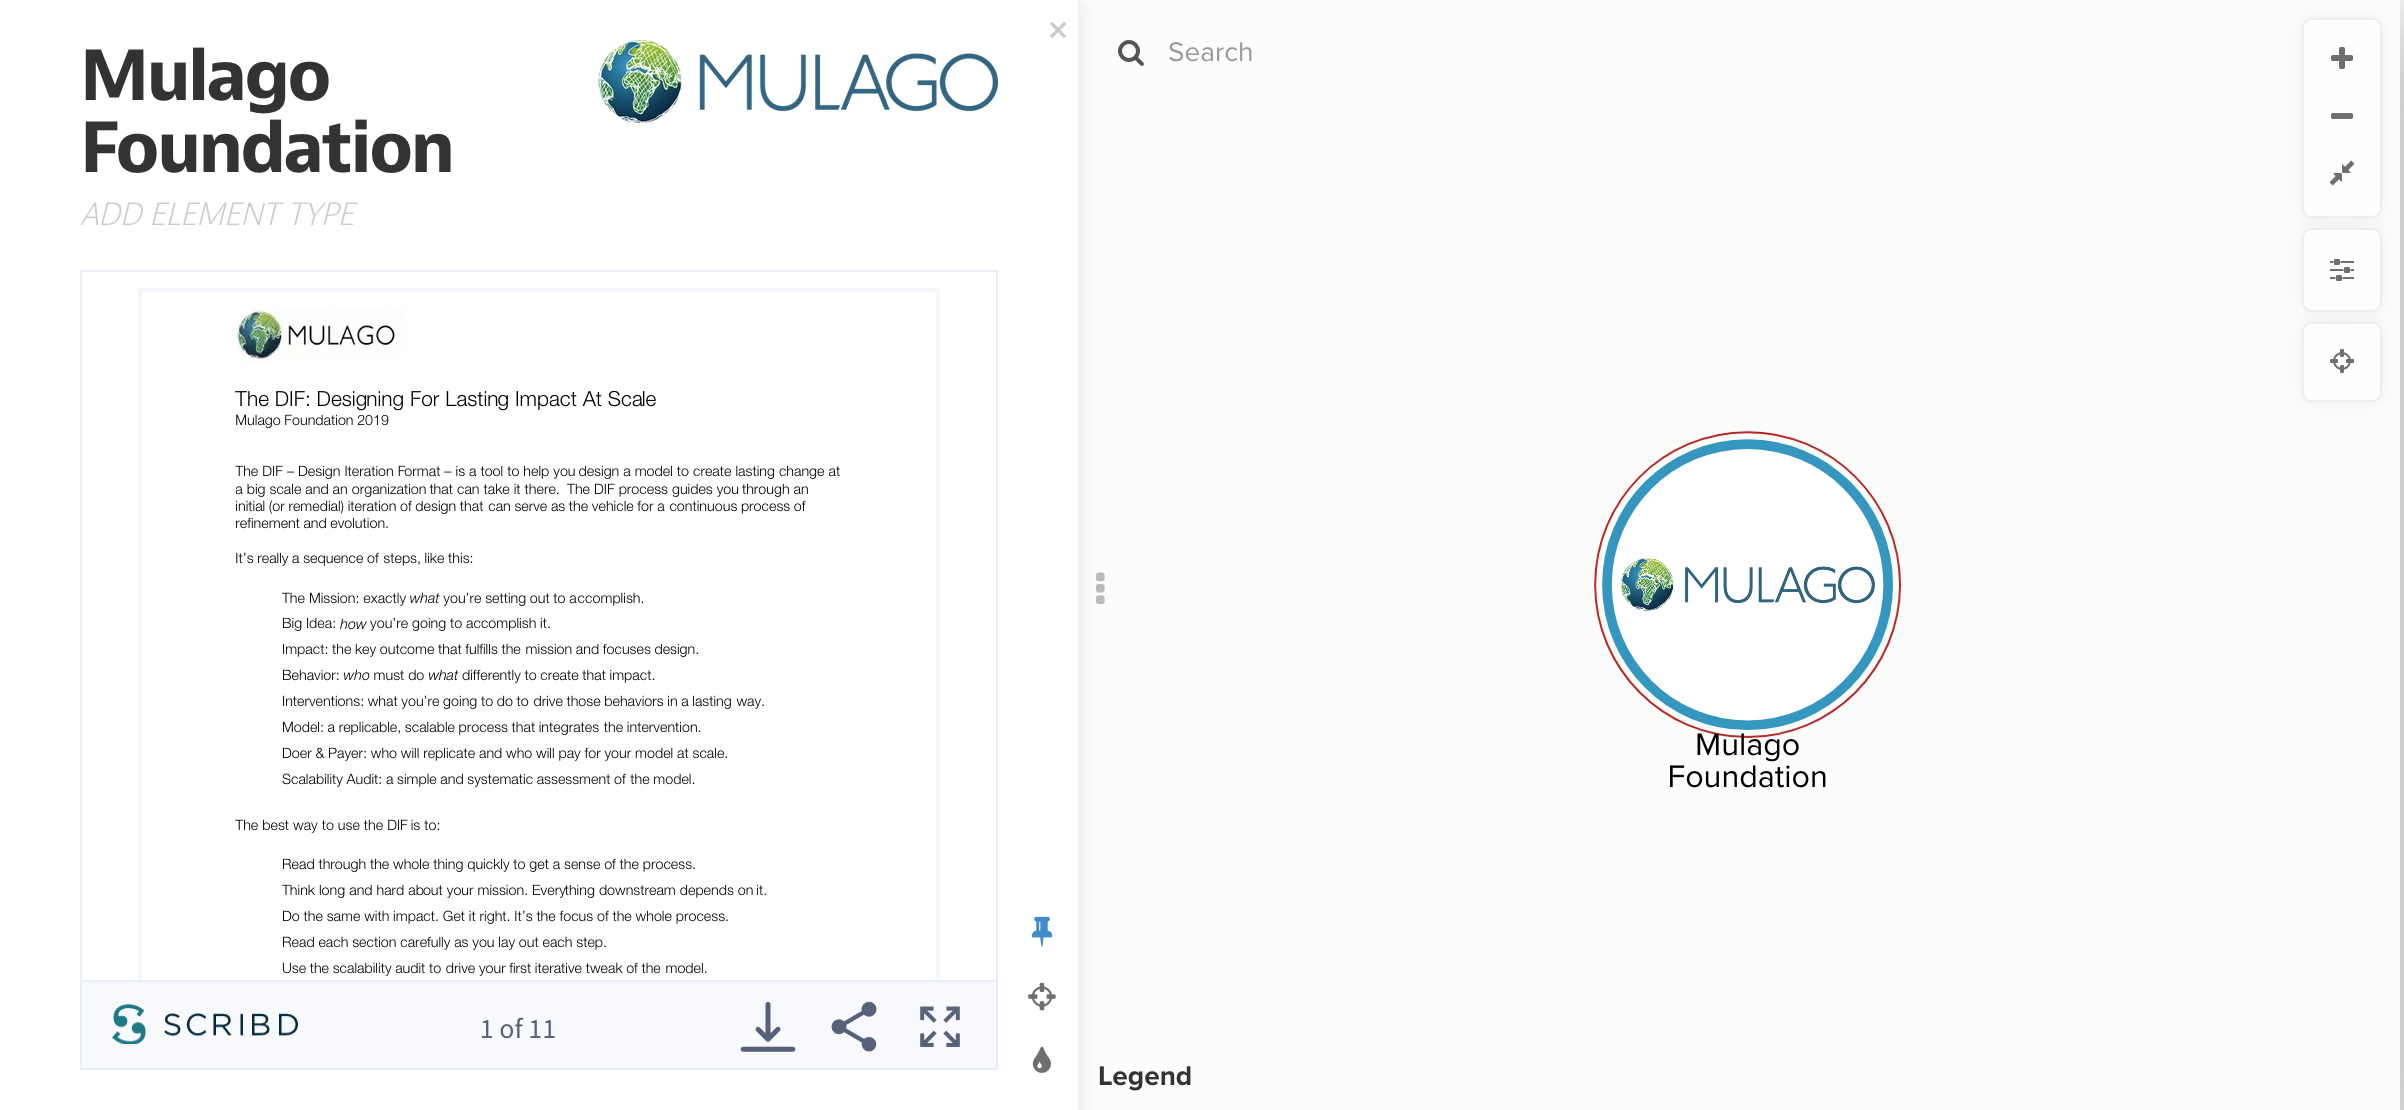 Mulago
Foundation
MULAGO
ADD ELEMENT TYPE
MULAGO
The DIF: Designing For Lasting Impact At Scale
Mulago Foundation 2019
The DIF – Design Iteration Format – is a tool to help you design a model to create lasting change at
a big scale and an organization that can take it there.  The DIF process guides you through an
initial (or remedial) iteration of design that can serve as the vehicle for a continuous process of
refinement and evolution.
It’s really a sequence of steps, like this:
The Mission: exactly what you’re setting out to accomplish.
Big Idea: how you’re going to accomplish it.
Impact: the key outcome that fulfills the mission and focuses design.
Behavior: who must do what differently to create that impact.
Interventions: what you’re going to do to drive those behaviors in a lasting way.
Model: a replicable, scalable process that integrates the intervention.
Doer & Payer: who will replicate and who will pay for your model at scale.
Scalability Audit: a simple and systematic assessment of the model.
The best way to use the DIF is to:
Read through the whole thing quickly to get a sense of the process.
Think long and hard about your mission. Everything downstream depends on it.
Do the same with impact. Get it right. It’s the focus of the whole process.
Read each section carefully as you lay out each step.
Use the scalability audit to drive your first iterative tweak of the model.
SCRIBD
1 of 11
Search
MULAGO
Mulago
Foundation
Legend